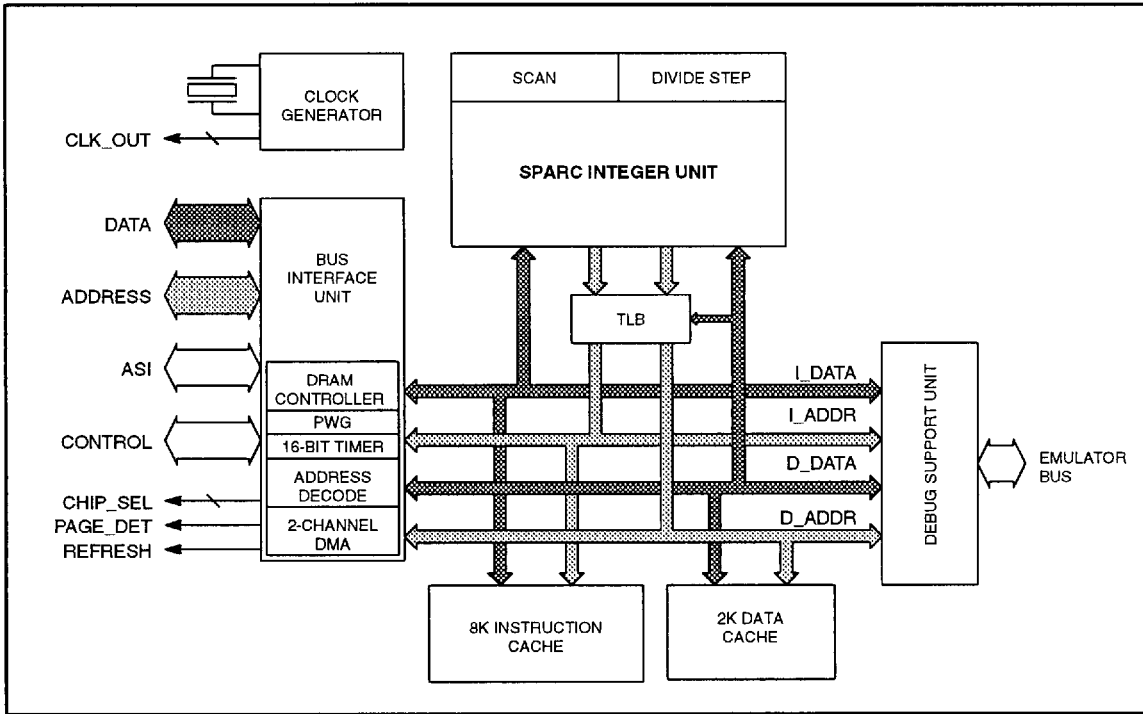 CLOCK
GENERATOR
CLK_OUT
SCAN
DIVIDE STEP
SPARC INTEGER UNIT
DATA
ADDRESS
ASI
CONTROL
CHIP_SEL
PAGE_DET
REFRESH
BUS
INTERFACE
UNIT
DRAM
CONTROLLER
PWG
16-BIT TIMER
ADDRESS
DECODE
2-CHANNEL
DMA
TLB
I_DATA
I_ADDR
D_DATA
D_ADDR
DEBUG SUPPORT UNIT
EMULATOR
BUS
8K INSTRUCTION
CACHE
2K DATA
CACHE